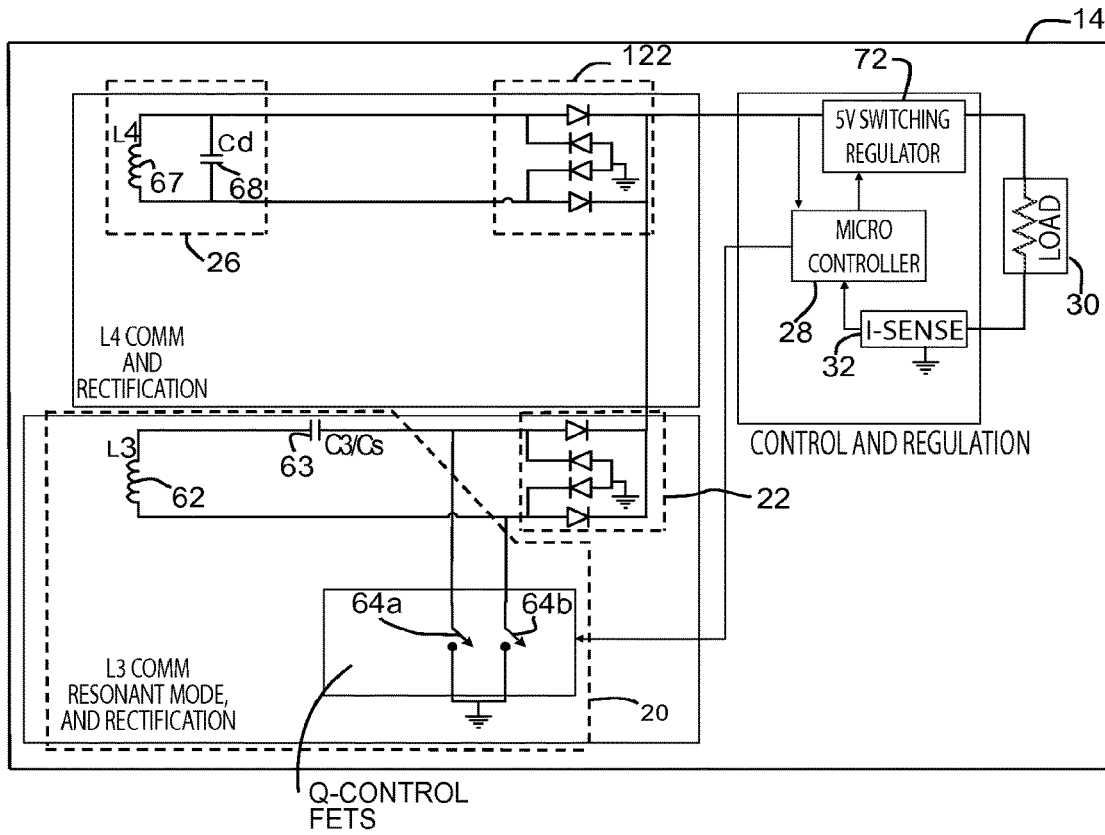 14
122
72
L4
Cd
67
68
26
5V SWITCHING
REGULATOR
MICRO
CONTROLLER
28
I-SENSE
32
LOAD
30
L4 COMM
AND
RECTIFICATION
CONTROL AND REGULATION
L3
C3/Cs
63
62
22
64a
64b
L3 COMM
RESONANT MODE,
AND RECTIFICATION
20
Q-CONTROL
FETS